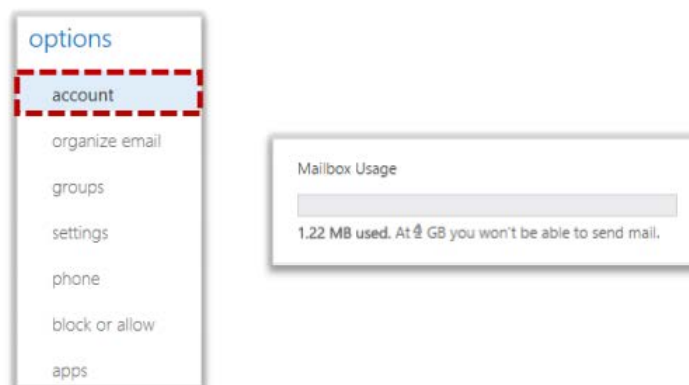 options
account
organize email
groups
settings
phone
block or allow
apps
Mailbox Usage
1.22 MB used. At GB you won't be able to send mail.